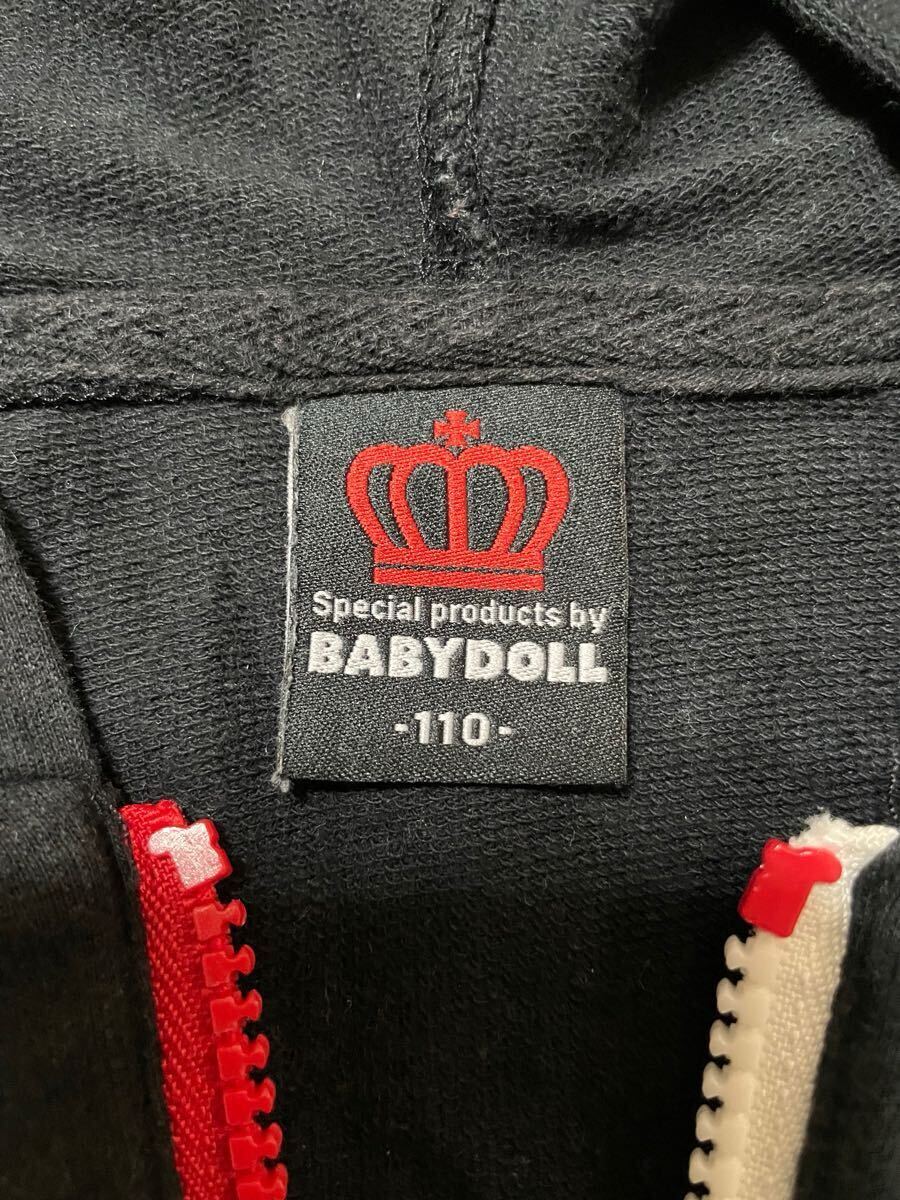 Special products by
BABYDOLL
-110-